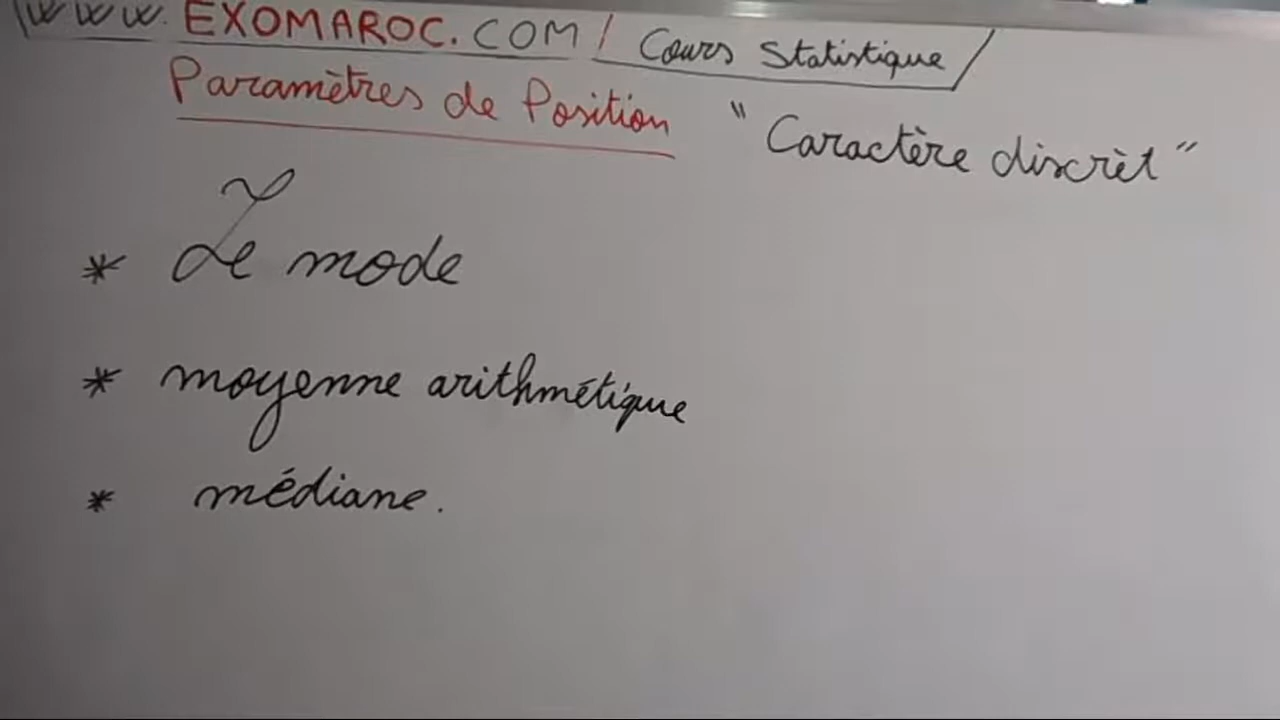 www.EXOMAROC.COM/ Cours Statistique/
Paramètres de Position "Caractère discrèt"
* Le mode
* moyenne arithmétique
* médiane.